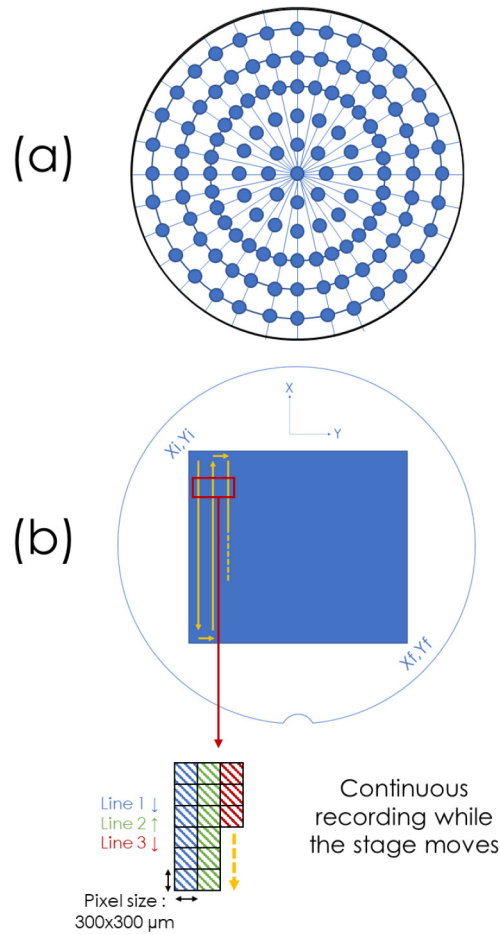 (a)
X
Y
Xi,Yi
(b)
Xf,Yf
Line 1 ↓
Line 2 ↑
Line 3 ↓
Pixel size :
300x300 µm
Continuous
recording while
the stage moves